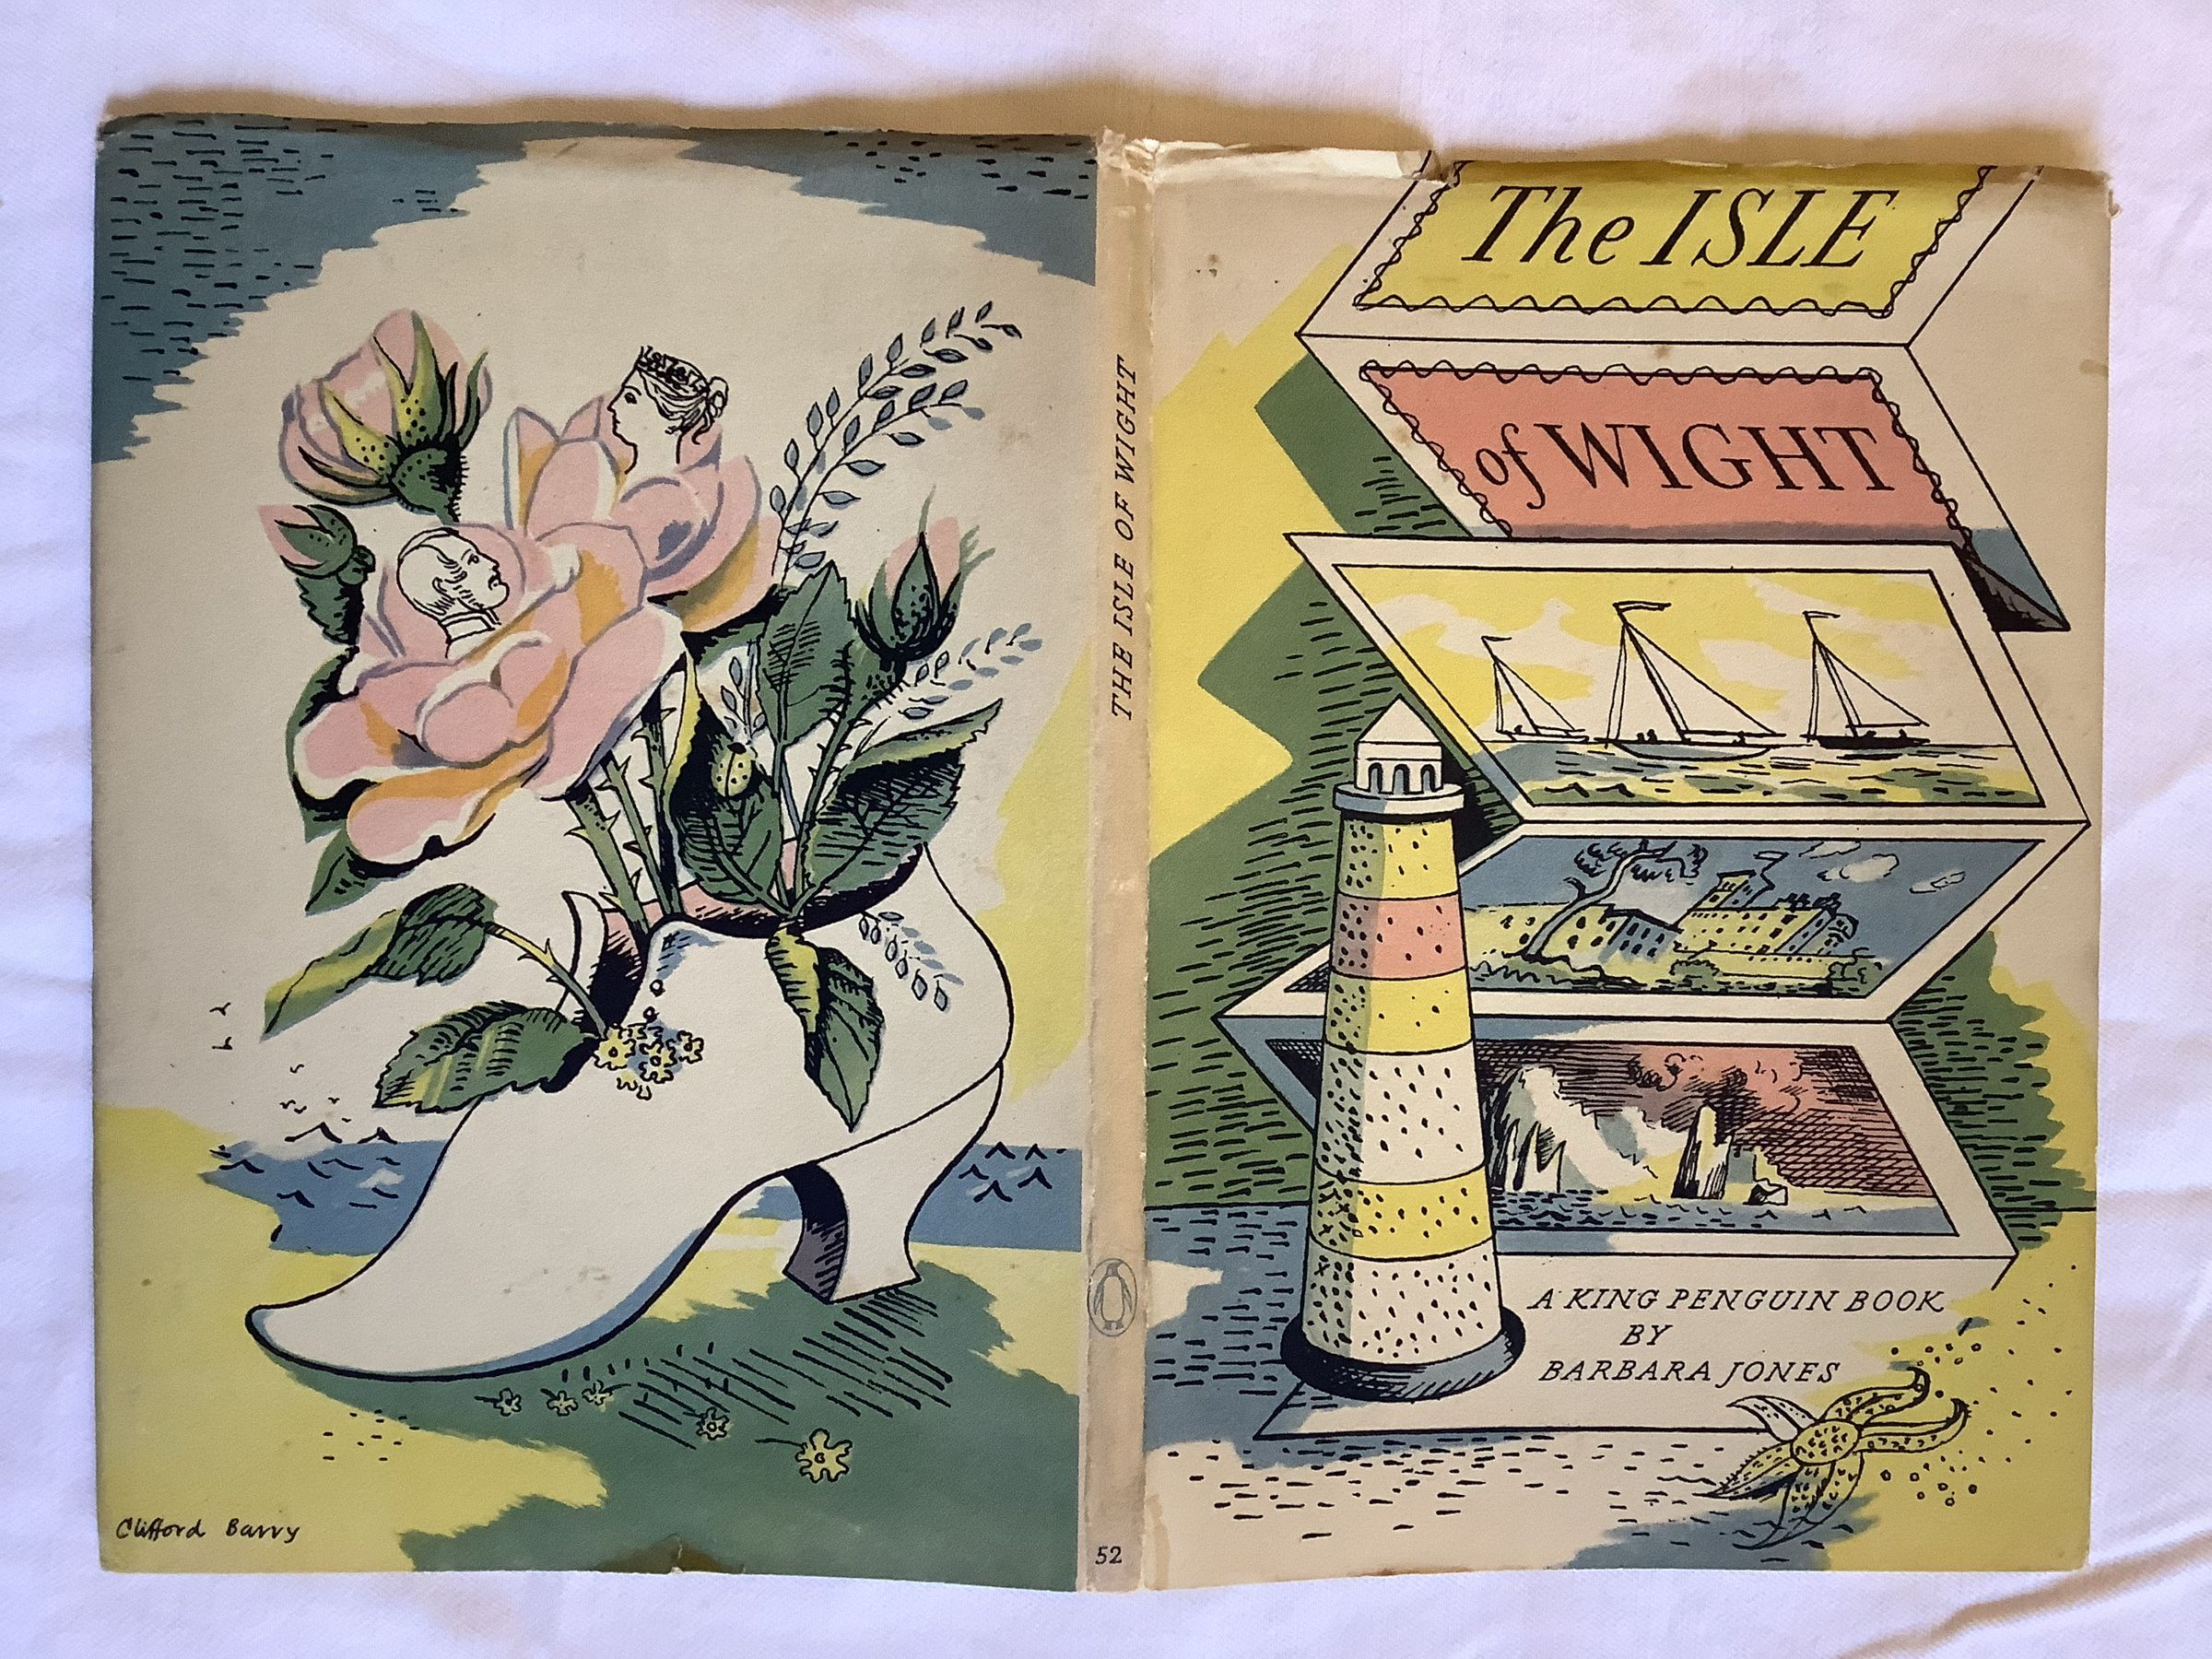 Clifford Barry
THE ISLE OF WIGHT
52
The ISLE
of WIGHT
A KING PENGUIN BOOK
BY
BARBARA JONES